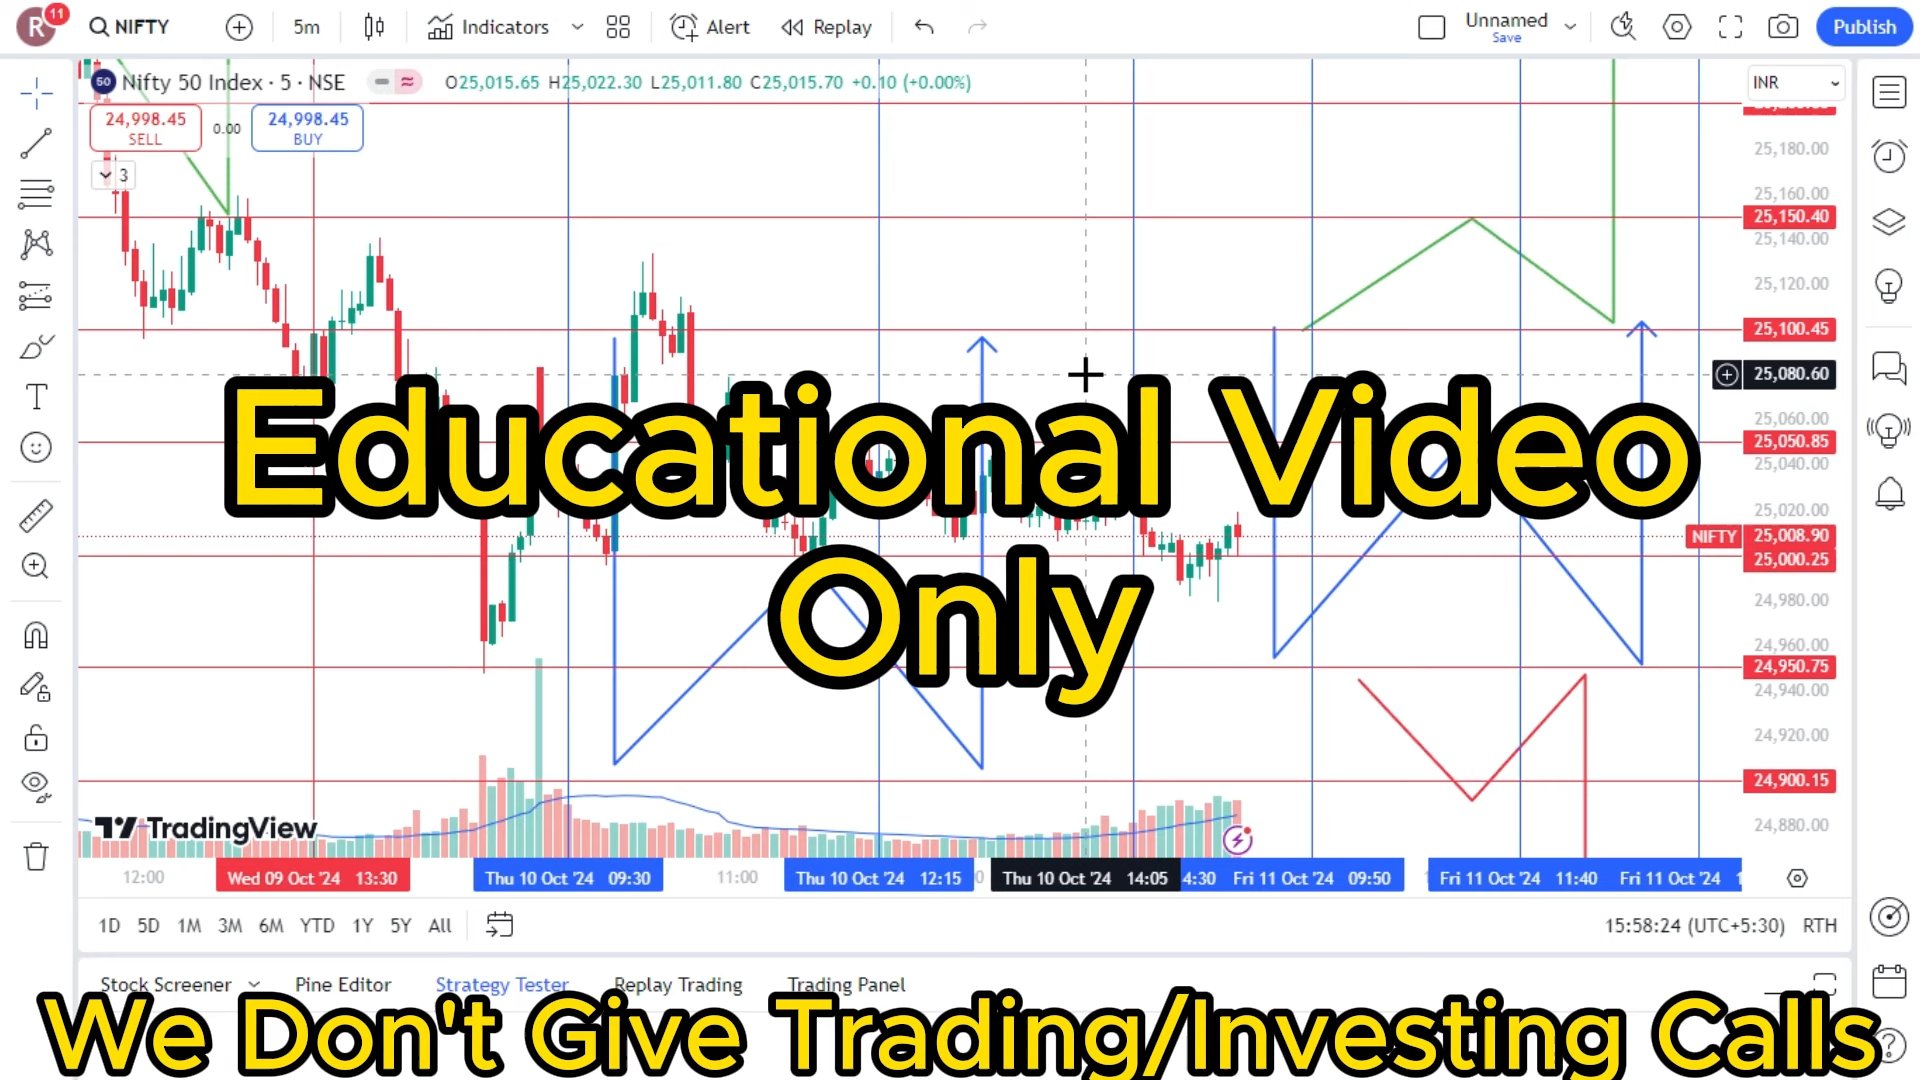 R
11
NIFTY
5m
Indicators
Alert
Replay
Unnamed
Save
Publish
50
Nifty 50 Index · 5 · NSE
O25,015.65 H25,022.30 L25,011.80 C25,015.70 +0.10 (+0.00%)
INR
24,998.45
SELL
0.00
24,998.45
BUY
3
25,180.00
25,160.00
25,150.40
25,140.00
25,120.00
25,100.45
25,080.60
25,060.00
25,050.85
25,040.00
25,020.00
NIFTY 25,008.90
25,000.25
24,980.00
24,960.00
24,950.75
24,940.00
24,920.00
24,900.15
24,880.00
Educational Video
Only
TradingView
12:00
Wed 09 Oct '24 13:30
Thu 10 Oct '24 09:30
11:00
Thu 10 Oct '24 12:15
Thu 10 Oct '24 14:05
4:30
Fri 11 Oct '24 09:50
Fri 11 Oct '24 11:40
Fri 11 Oct '24
1D 5D 1M 3M 6M YTD 1Y 5Y All
15:58:24 (UTC+5:30) RTH
Stock Screener Pine Editor Strategy Tester Replay Trading Trading Panel
We Don't Give Trading/Investing Calls